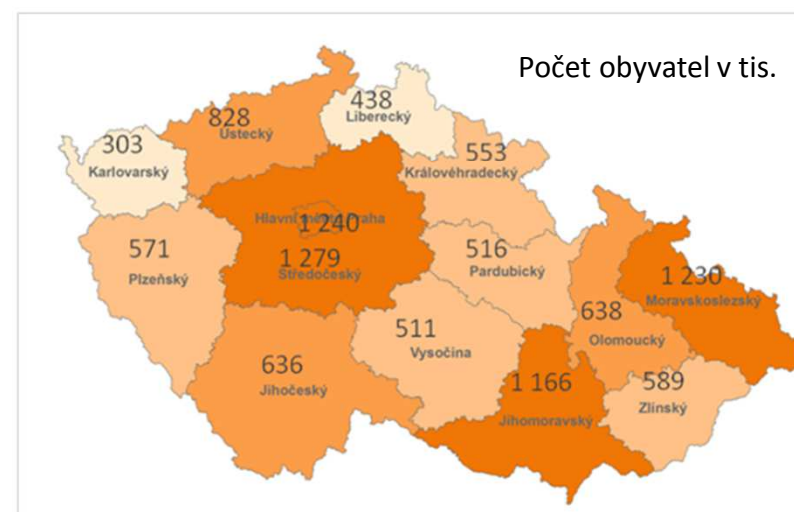 Počet obyvatel v tis.
438
Liberecký
828
Ústecký
303
Karlovarský
553
Královéhradecký
Hlavní město Praha
1 240
571
Plzeňský
1 279
Středočeský
516
Pardubický
1 230
Moravskoslezský
638
Olomoucký
511
Vysočina
636
Jihočeský
1 166
Jihomoravský
589
Zlínský